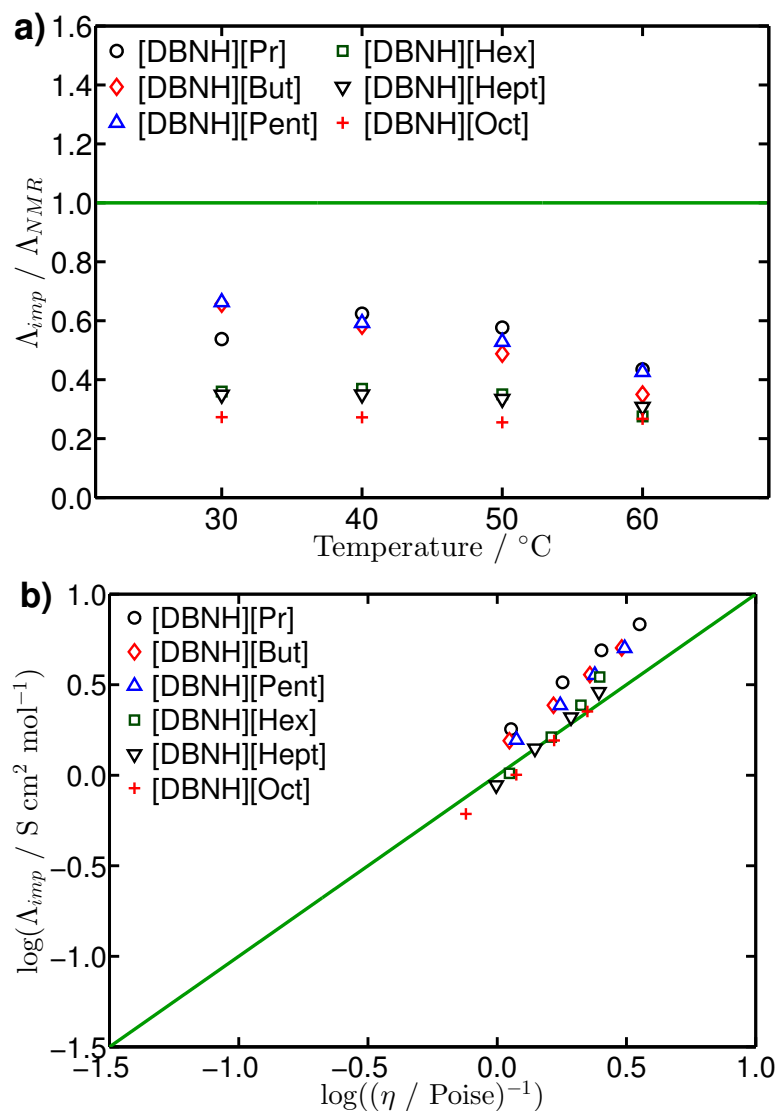 a)
1.6
1.4
1.2
1.0
0.8
0.6
0.4
0.2
0.0
Λimp / ΛNMR
[DBNH][Pr] [DBNH][Hex]
[DBNH][But] [DBNH][Hept]
[DBNH][Pent] [DBNH][Oct]
30 40 50 60
Temperature / °C
b)
1.0
0.5
0.0
−0.5
−1.0
−1.5
log(Λimp / S cm² mol⁻¹)
[DBNH][Pr]
[DBNH][But]
[DBNH][Pent]
[DBNH][Hex]
[DBNH][Hept]
[DBNH][Oct]
−1.5 −1.0 −0.5 0.0 0.5 1.0
log((η / Poise)⁻¹)